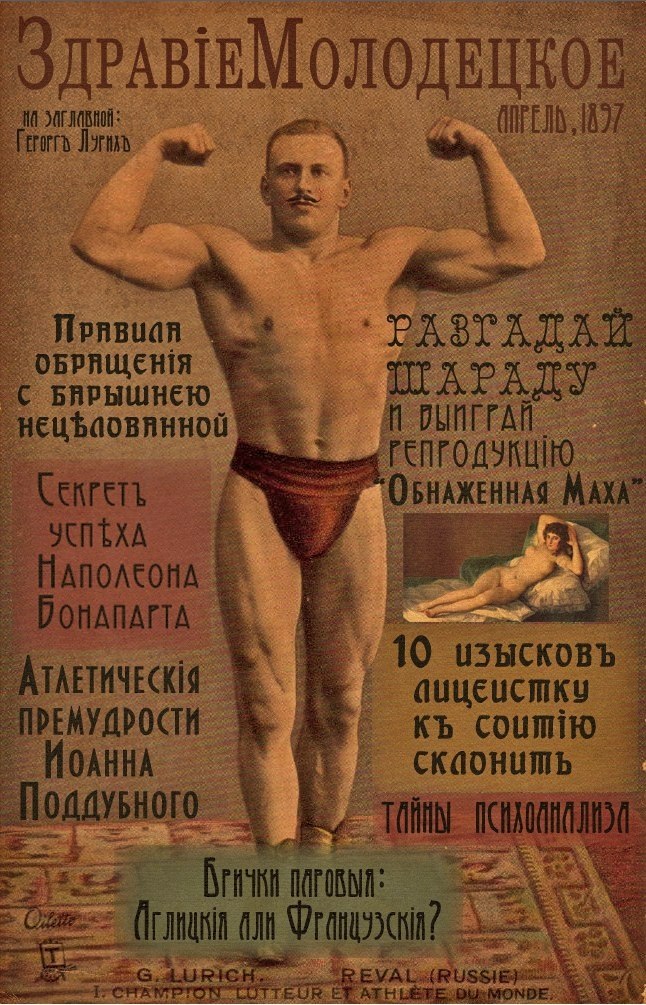 ЗдравіеМолодецкое
на заглавной:
Георгъ Лурихъ
апрель, 1897
Правила
обращенія
с барышнею
нецѣлованной
Разгадай
шараду
и выиграй
репродукцію
"Обнаженная Маха"
Секретъ
успѣха
Наполеона
Бонапарта
10 изысковъ
лицеистку
къ соитію
склонить
Атлетическія
премудрости
Иоанна
Поддубного
тайны психоанализа
Брички паровыя:
Аглицкія али Французскія?
Oilette
G. LURICH. REVAL (RUSSIE)
I. CHAMPION LUTTEUR ET ATHLÈTE DU MONDE.